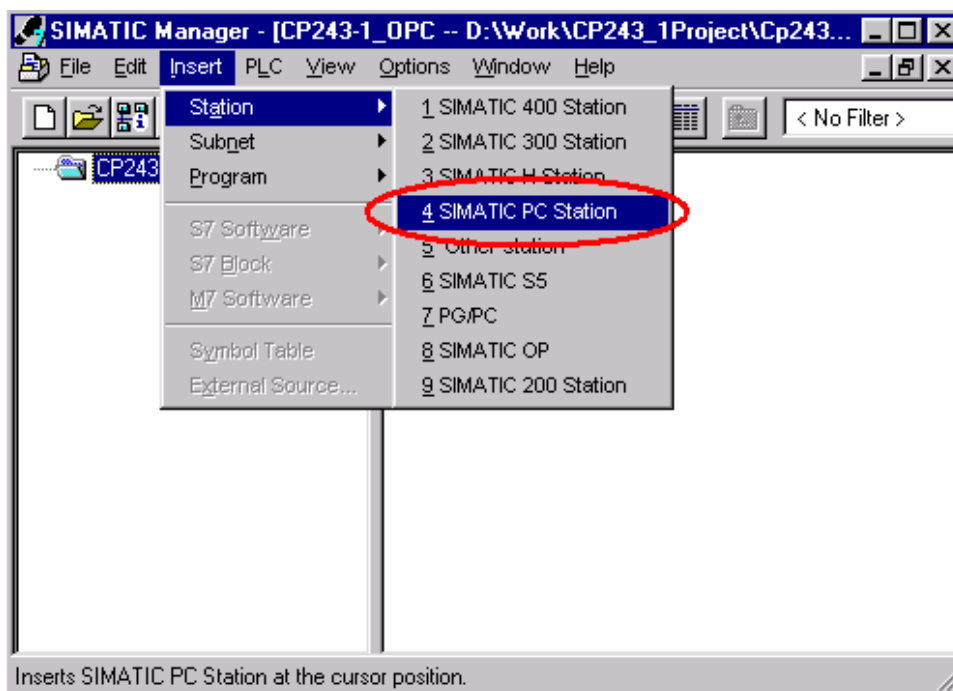 SIMATIC Manager - [CP243-1_OPC -- D:\Work\CP243_1Project\Cp243...
File Edit Insert PLC View Options Window Help
< No Filter >
CP243
Station
Subnet
Program
S7 Software
S7 Block
M7 Software
Symbol Table
External Source...
1 SIMATIC 400 Station
2 SIMATIC 300 Station
3 SIMATIC H Station
4 SIMATIC PC Station
5 Other station
6 SIMATIC S5
7 PG/PC
8 SIMATIC OP
9 SIMATIC 200 Station
Inserts SIMATIC PC Station at the cursor position.